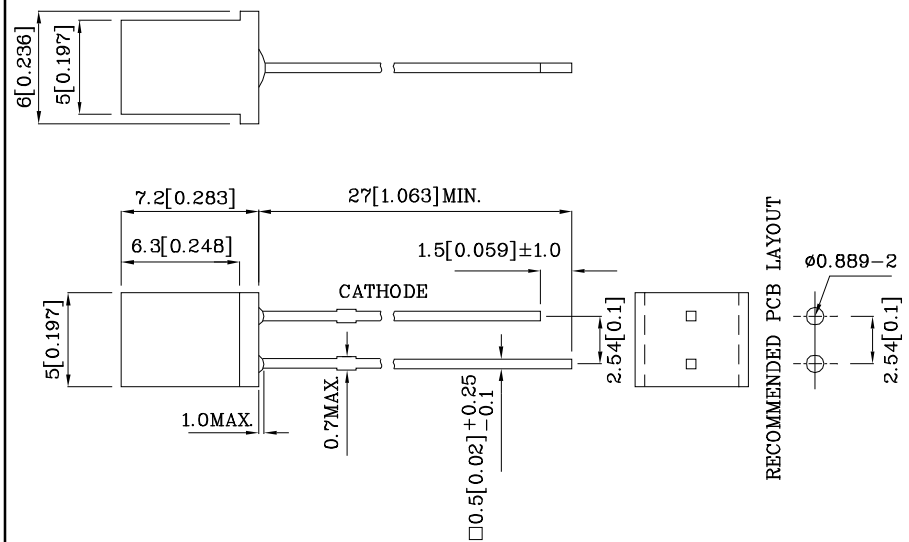 6[0.236]
5[0.197]
7.2[0.283]
27[1.063]MIN.
6.3[0.248]
1.5[0.059]±1.0
CATHODE
5[0.197]
1.0MAX.
0.7MAX.
□0.5[0.02]+0.25
-0.1
2.54[0.1]
RECOMMENDED PCB LAYOUT
ø0.889-2
2.54[0.1]